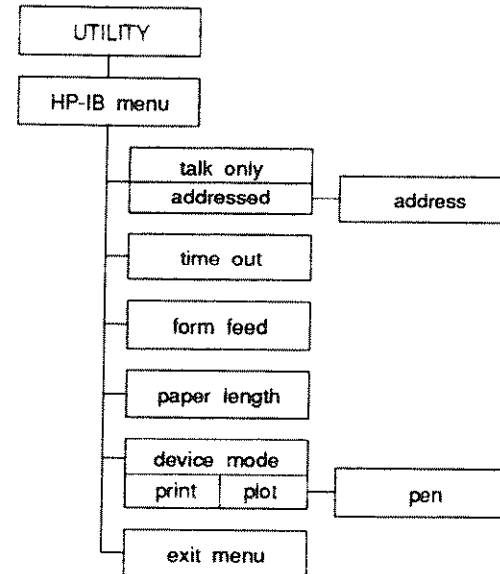 UTILITY
HP-IB menu
talk only
addressed
address
time out
form feed
paper length
device mode
print plot
pen
exit menu